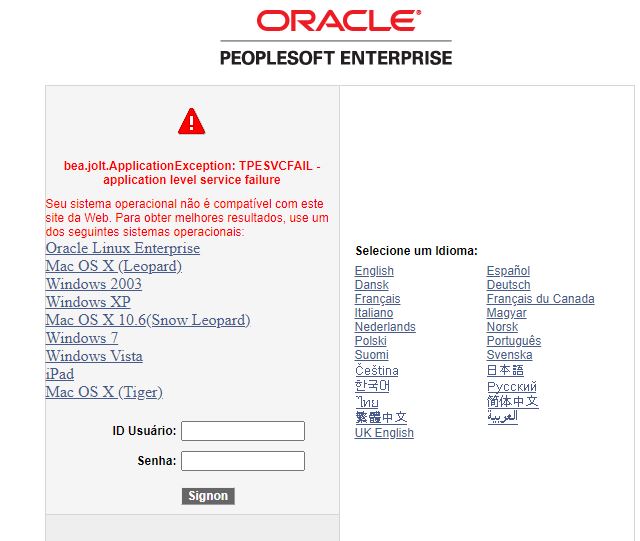 ORACLE®
PEOPLESOFT ENTERPRISE
bea.jolt.ApplicationException: TPESVCFAIL -
application level service failure
Seu sistema operacional não é compatível com este
site da Web. Para obter melhores resultados, use um
dos seguintes sistemas operacionais:
Oracle Linux Enterprise
Mac OS X (Leopard)
Windows 2003
Windows XP
Mac OS X 10.6(Snow Leopard)
Windows 7
Windows Vista
iPad
Mac OS X (Tiger)
ID Usuário:
Senha:
Signon
Selecione um Idioma:
English Español
Dansk Deutsch
Français Français du Canada
Italiano Magyar
Nederlands Norsk
Polski Português
Suomi Svenska
Čeština 日本語
한국어 Русский
ไทย 简体中文
繁體中文 العربية
UK English